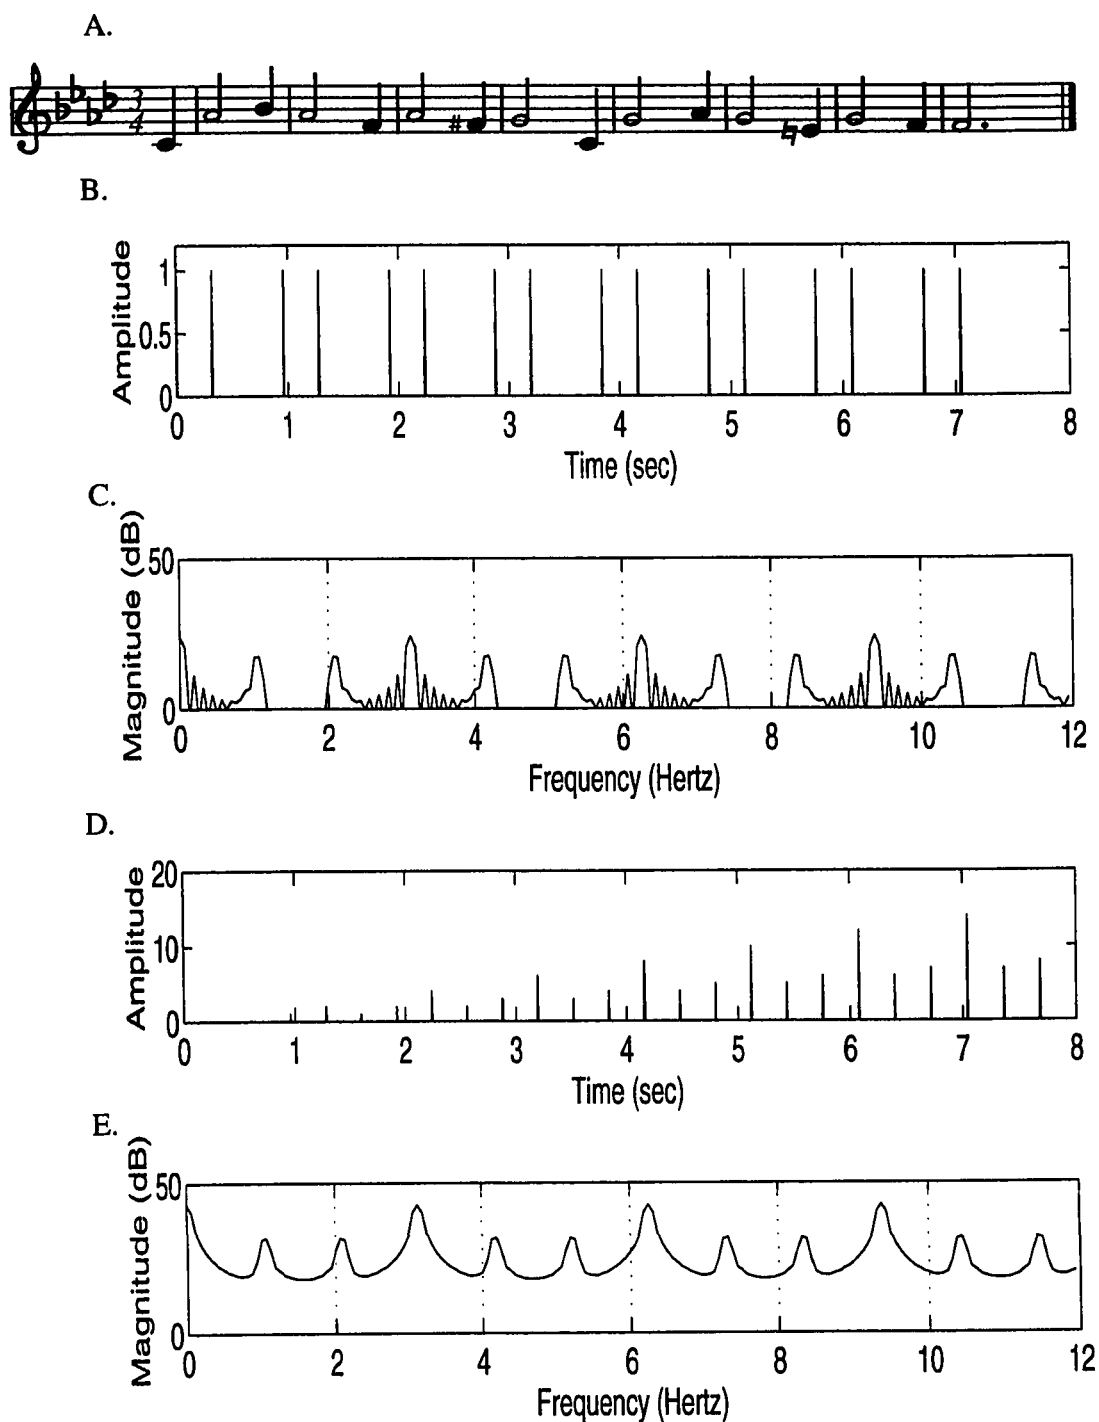 A.
3
4
B.
Amplitude
1
0.5
0
0 1 2 3 4 5 6 7 8
Time (sec)
C.
Magnitude (dB)
50
0
0 2 4 6 8 10 12
Frequency (Hertz)
D.
Amplitude
20
10
0
0 1 2 3 4 5 6 7 8
Time (sec)
E.
Magnitude (dB)
50
0
0 2 4 6 8 10 12
Frequency (Hertz)